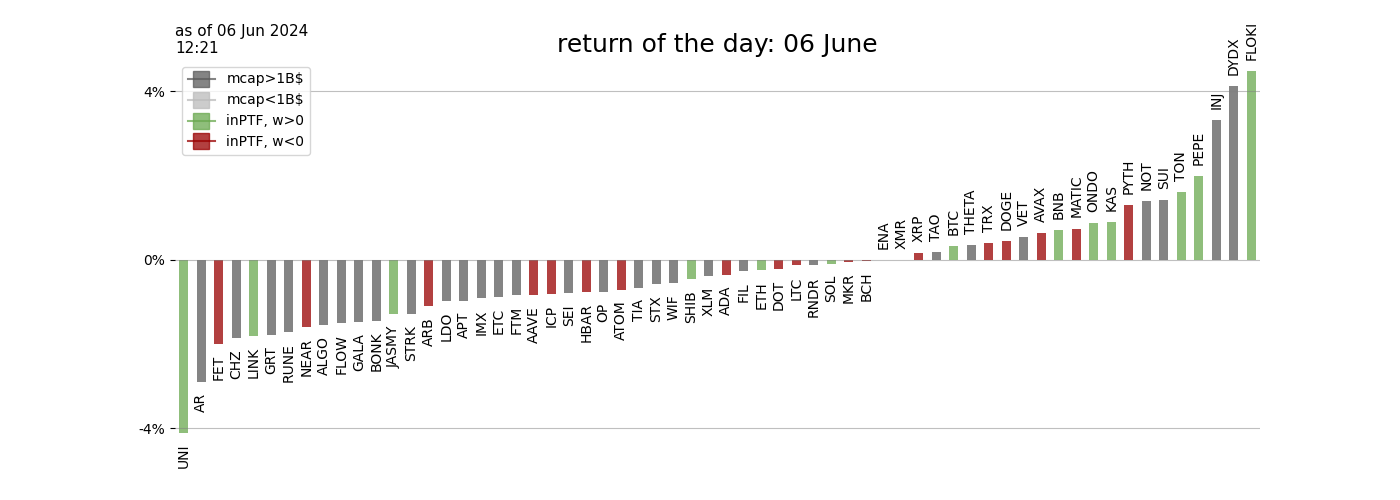 as of 06 Jun 2024
12:21
return of the day: 06 June
mcap>1B$
mcap<1B$
inPTF, w>0
inPTF, w<0
4%
0%
-4%
UNI
AR
FET
CHZ
LINK
GRT
RUNE
NEAR
ALGO
FLOW
GALA
BONK
JASMY
STRK
ARB
LDO
APT
IMX
ETC
FTM
AAVE
ICP
SEI
HBAR
OP
ATOM
TIA
STX
WIF
SHIB
XLM
ADA
FIL
ETH
DOT
LTC
RNDR
SOL
MKR
BCH
ENA
XMR
XRP
TAO
BTC
THETA
TRX
DOGE
VET
AVAX
BNB
MATIC
ONDO
KAS
PYTH
NOT
SUI
TON
PEPE
INJ
DYDX
FLOKI